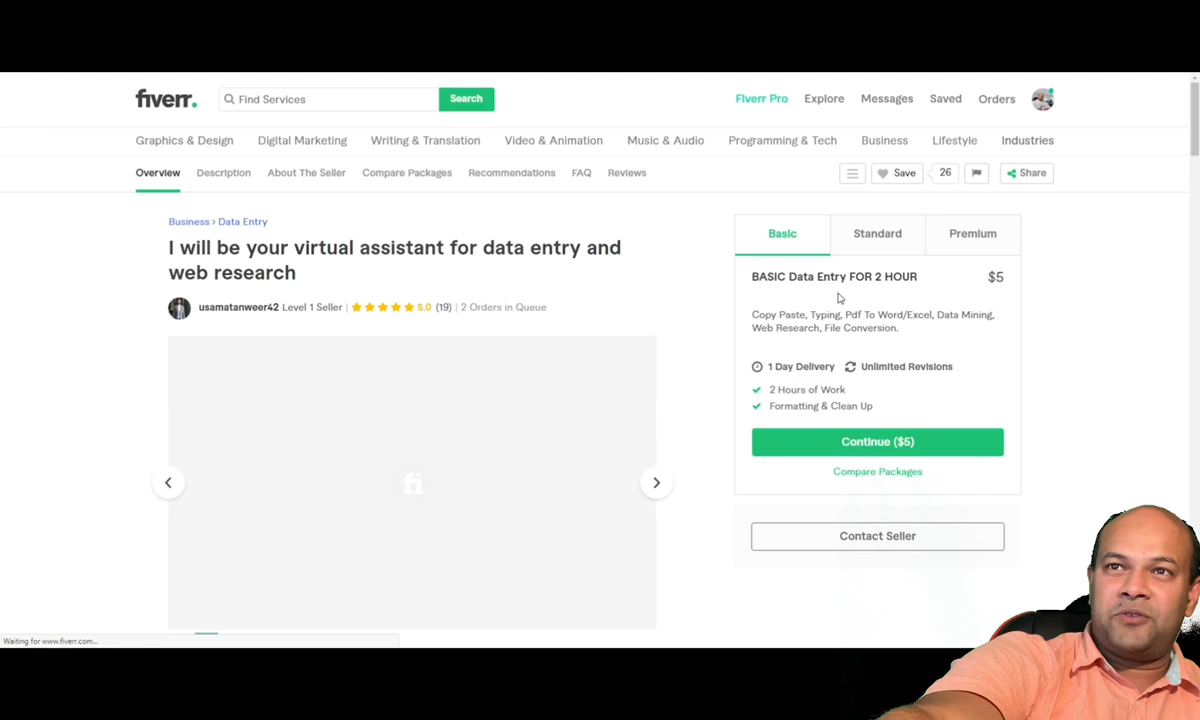 fiverr.
Find Services
Search
Fiverr Pro
Explore
Messages
Saved
Orders
Graphics & Design
Digital Marketing
Writing & Translation
Video & Animation
Music & Audio
Programming & Tech
Business
Lifestyle
Industries
Overview
Description
About The Seller
Compare Packages
Recommendations
FAQ
Reviews
Save
26
Share
Business > Data Entry
I will be your virtual assistant for data entry and
web research
usamatanweer42 Level 1 Seller | 5.0 (19) | 2 Orders in Queue
fi
Basic
Standard
Premium
BASIC Data Entry FOR 2 HOUR $5
Copy Paste, Typing, Pdf To Word/Excel, Data Mining,
Web Research, File Conversion.
1 Day Delivery Unlimited Revisions
2 Hours of Work
Formatting & Clean Up
Continue ($5)
Compare Packages
Contact Seller
Waiting for www.fiverr.com...